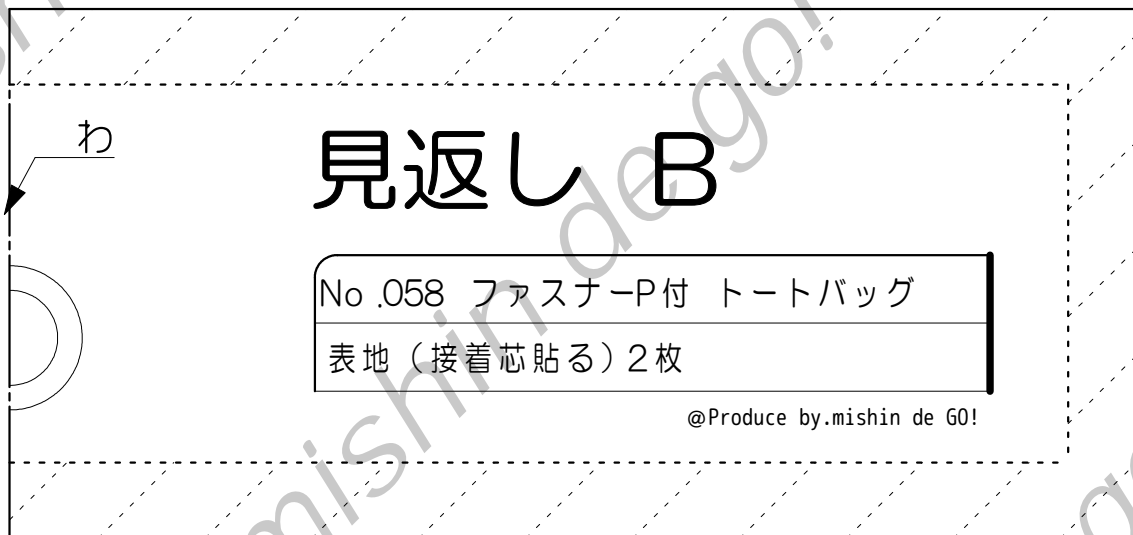 わ
見返し B
No.058 ファスナーP付 トートバッグ
表地(接着芯貼る)2枚
@Produce by.mishin de GO!
mishin de go!